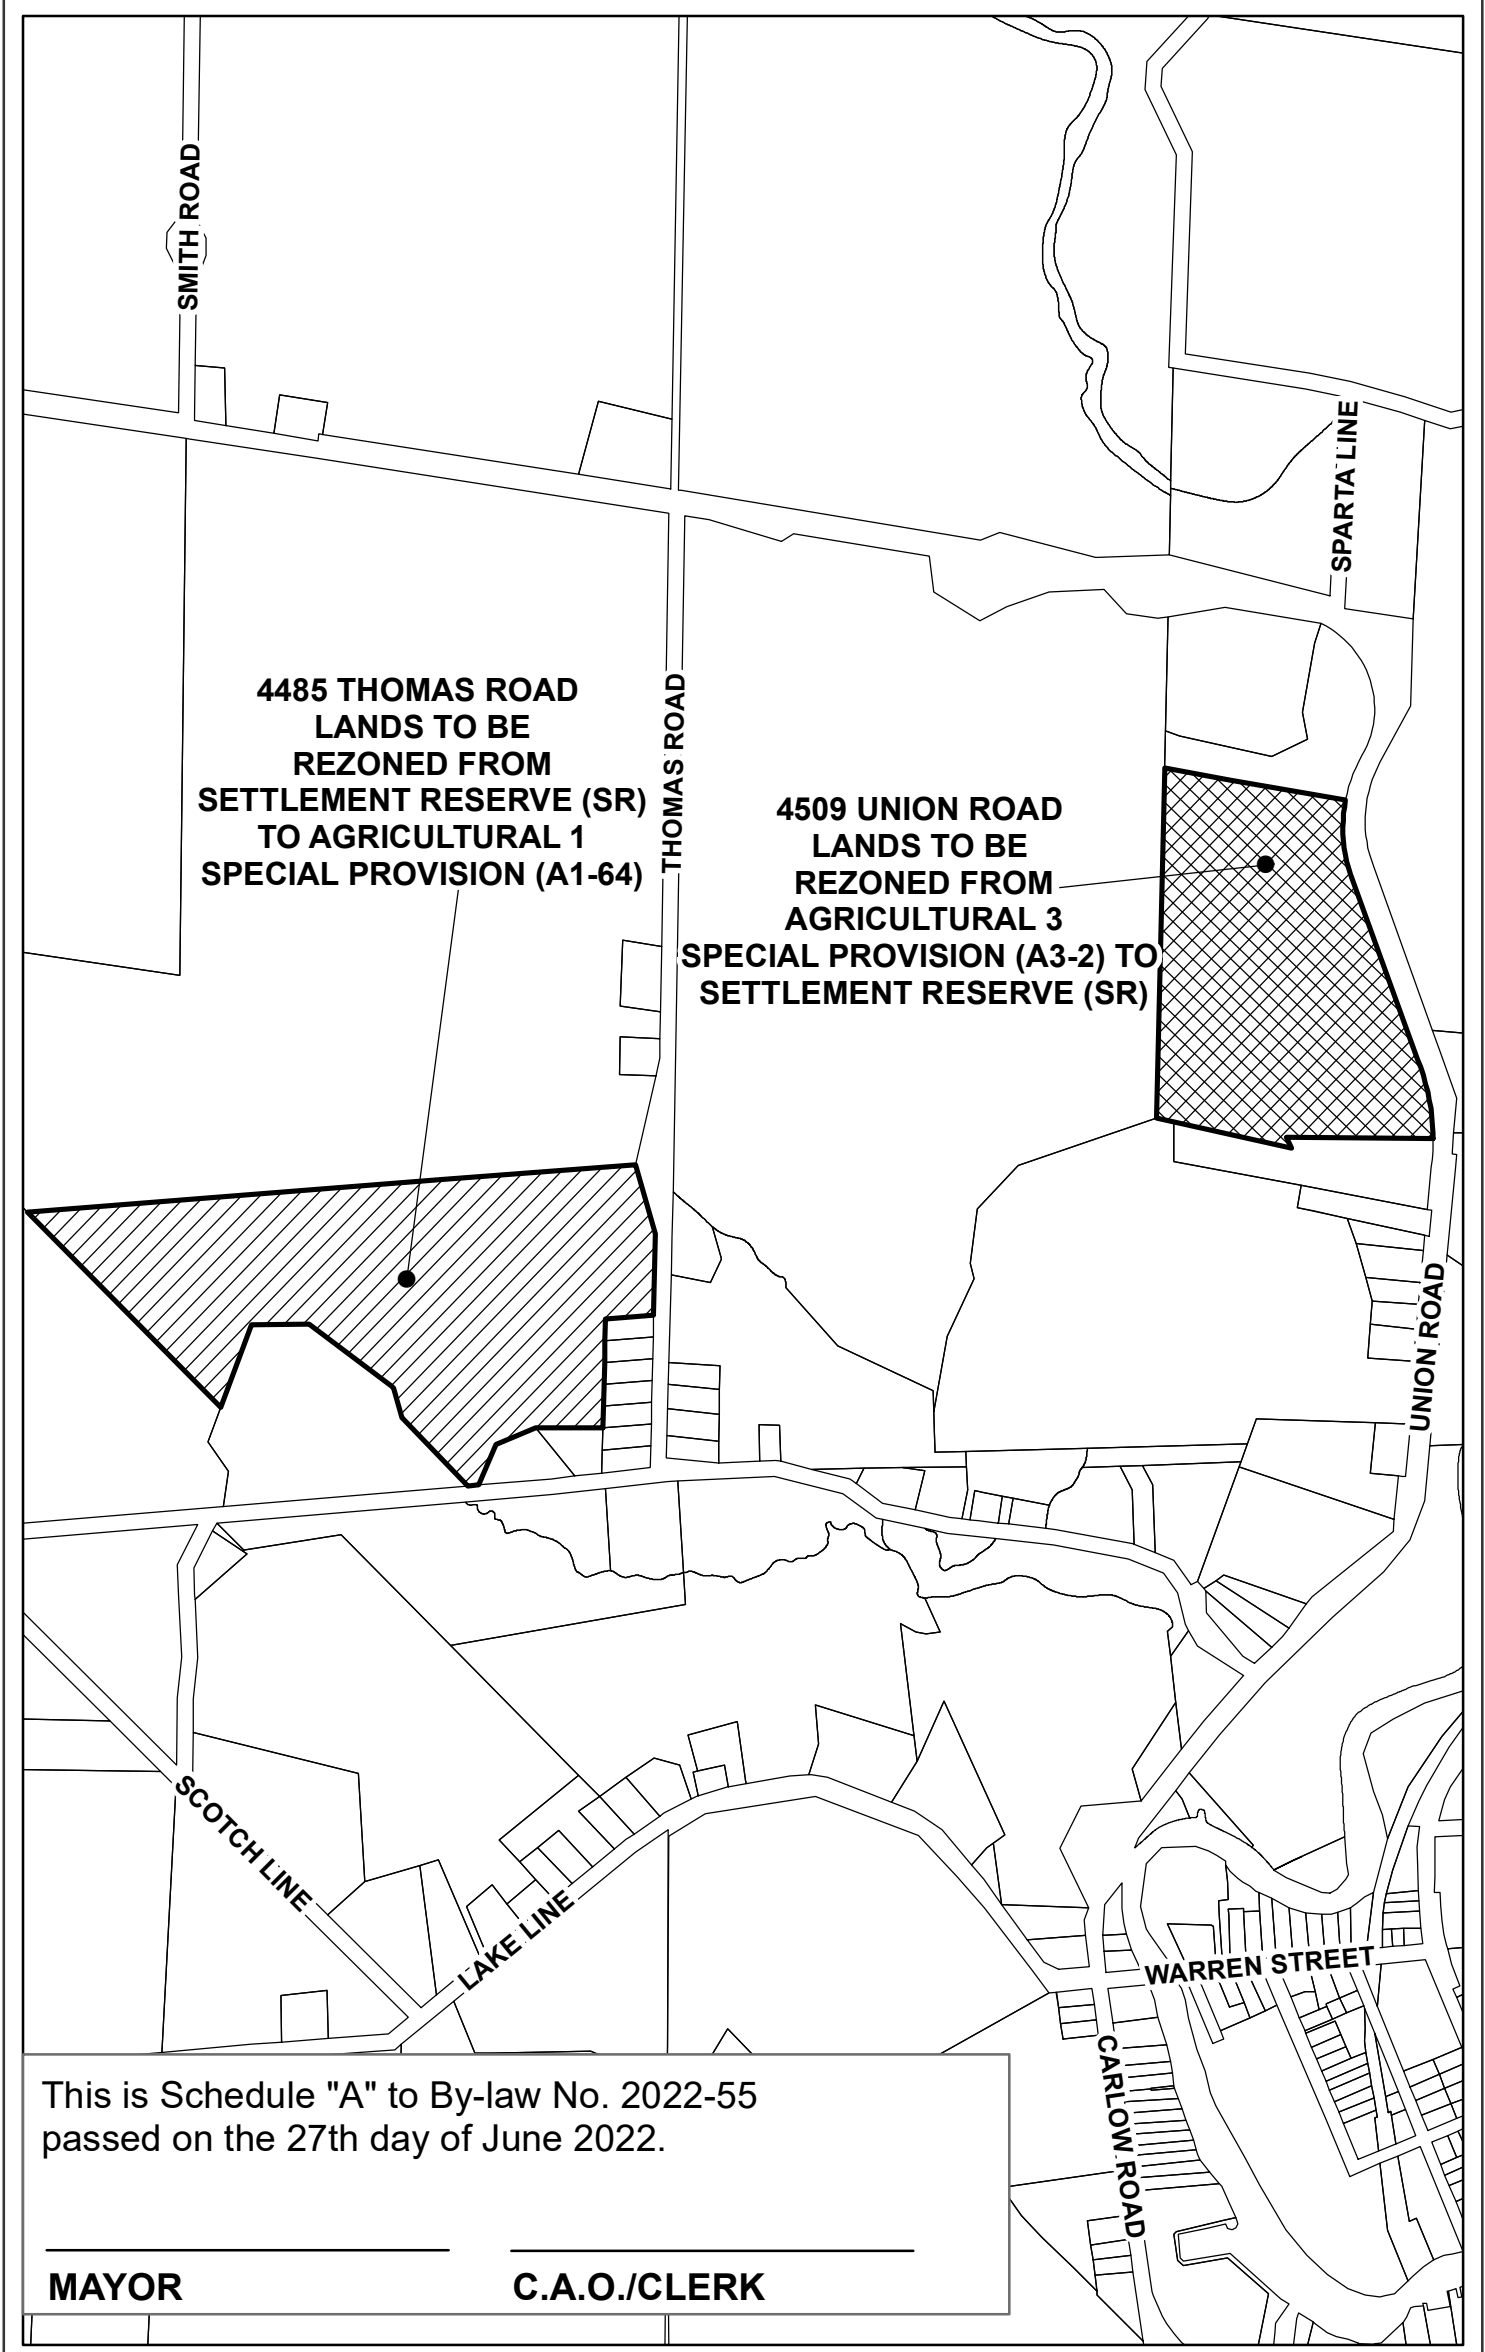 SMITH ROAD
SPARTA LINE
4485 THOMAS ROAD
LANDS TO BE
REZONED FROM
SETTLEMENT RESERVE (SR)
TO AGRICULTURAL 1
SPECIAL PROVISION (A1-64)
THOMAS ROAD
4509 UNION ROAD
LANDS TO BE
REZONED FROM
AGRICULTURAL 3
SPECIAL PROVISION (A3-2) TO
SETTLEMENT RESERVE (SR)
UNION ROAD
SCOTCH LINE
LAKE LINE
WARREN STREET
CARLOW ROAD
This is Schedule "A" to By-law No. 2022-55
passed on the 27th day of June 2022.
MAYOR
C.A.O./CLERK